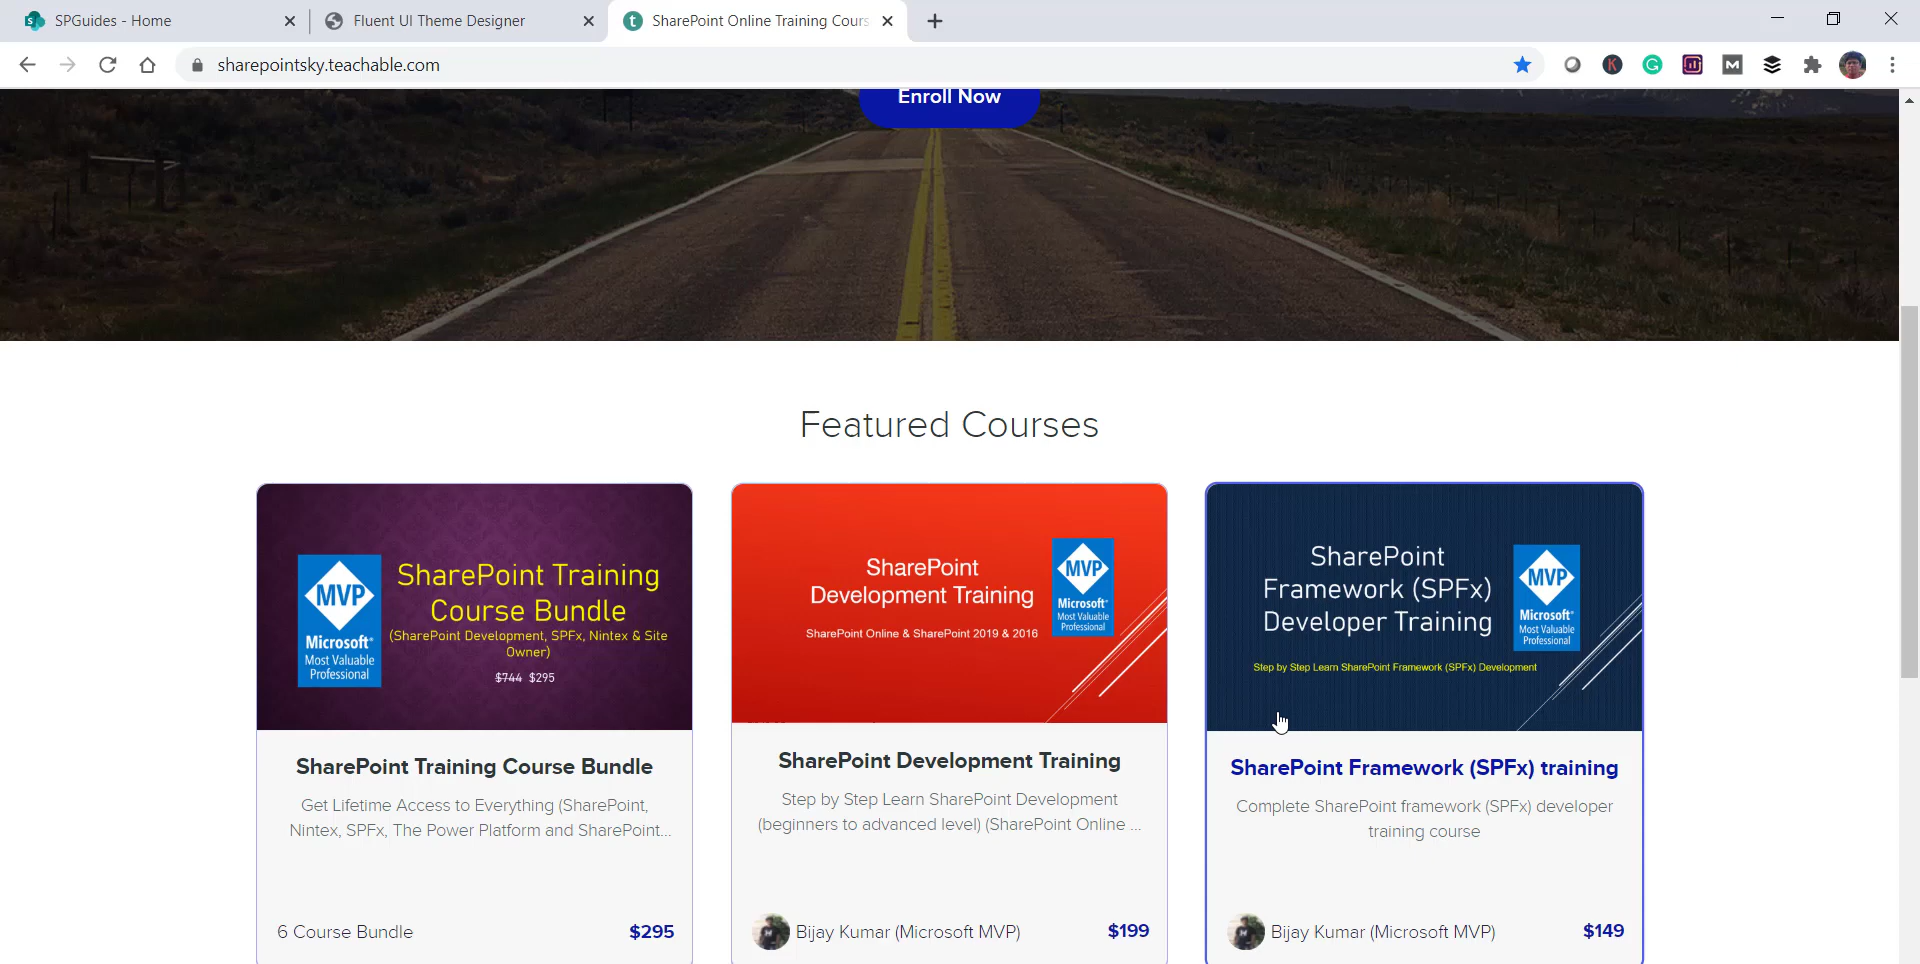 SPGuides - Home
Fluent UI Theme Designer
SharePoint Online Training Cours
sharepointsky.teachable.com
Enroll Now
Featured Courses
MVP
Microsoft®
Most Valuable
Professional
SharePoint Training
Course Bundle
(SharePoint Development, SPFx, Nintex & Site
Owner)
$744 $295
SharePoint Training Course Bundle
Get Lifetime Access to Everything (SharePoint,
Nintex, SPFx, The Power Platform and SharePoint...
6 Course Bundle
$295
SharePoint
Development Training
SharePoint Online & SharePoint 2019 & 2016
MVP
Microsoft®
Most Valuable
Professional
SharePoint Development Training
Step by Step Learn SharePoint Development
(beginners to advanced level) (SharePoint Online ...
Bijay Kumar (Microsoft MVP)
$199
SharePoint
Framework (SPFx)
Developer Training
Step by Step Learn SharePoint Framework (SPFx) Development
MVP
Microsoft®
Most Valuable
Professional
SharePoint Framework (SPFx) training
Complete SharePoint framework (SPFx) developer
training course
Bijay Kumar (Microsoft MVP)
$149